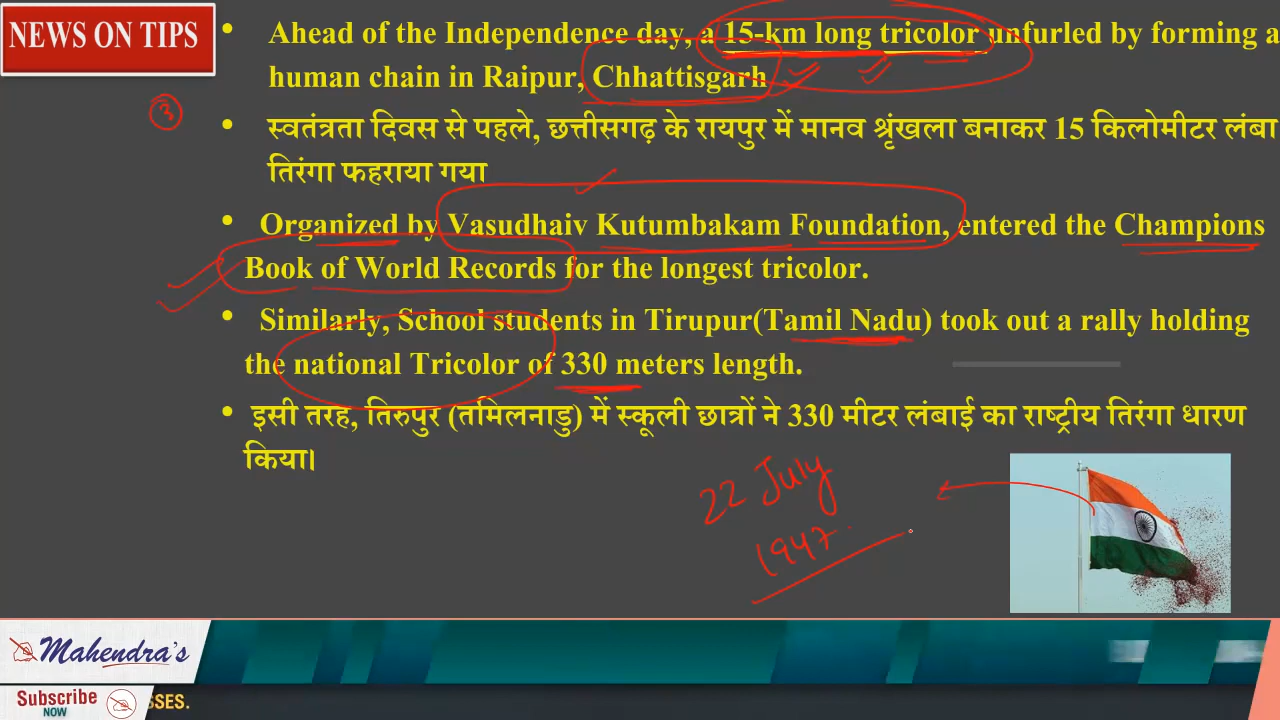 NEWS ON TIPS
• Ahead of the Independence day, a 15-km long tricolor unfurled by forming a
human chain in Raipur, Chhattisgarh
3
• स्वतंत्रता दिवस से पहले, छत्तीसगढ़ के रायपुर में मानव श्रृंखला बनाकर 15 किलोमीटर लंबा
तिरंगा फहराया गया
• Organized by Vasudhaiv Kutumbakam Foundation, entered the Champions
Book of World Records for the longest tricolor.
• Similarly, School students in Tirupur(Tamil Nadu) took out a rally holding
the national Tricolor of 330 meters length.
• इसी तरह, तिरुपुर (तमिलनाडु) में स्कूली छात्रों ने 330 मीटर लंबाई का राष्ट्रीय तिरंगा धारण
किया।
22 July
1947
Mahendra's
Subscribe
NOW
SSES.